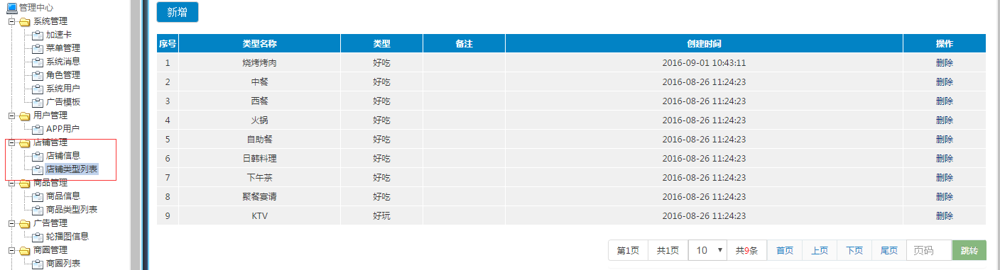 管理中心
系统管理
加速卡
菜单管理
系统消息
角色管理
系统用户
广告模板
用户管理
APP用户
店铺管理
店铺信息
店铺类型列表
商品管理
商品信息
商品类型列表
广告管理
轮播图信息
商圈管理
商圈列表
新增
序号 类型名称 类型 备注 创建时间 操作
1 烧烤烤肉 好吃 2016-09-01 10:43:11 删除
2 中餐 好吃 2016-08-26 11:24:23 删除
3 西餐 好吃 2016-08-26 11:24:23 删除
4 火锅 好吃 2016-08-26 11:24:23 删除
5 自助餐 好吃 2016-08-26 11:24:23 删除
6 日韩料理 好吃 2016-08-26 11:24:23 删除
7 下午茶 好吃 2016-08-26 11:24:23 删除
8 聚餐宴请 好吃 2016-08-26 11:24:23 删除
9 KTV 好玩 2016-08-26 11:24:23 删除
第1页 共1页 10 共9条 首页 上页 下页 尾页 页码 跳转